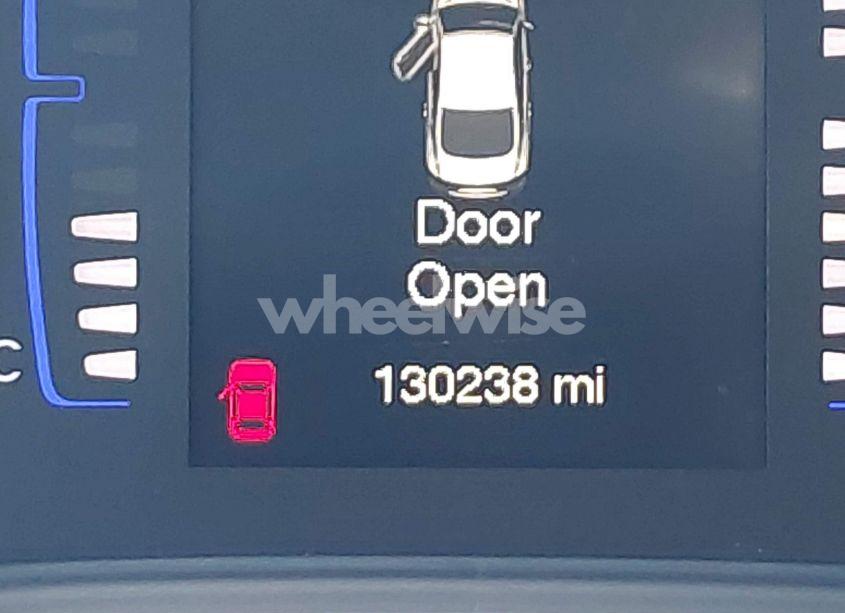 Door
Open
wheelwise
C
130238 mi